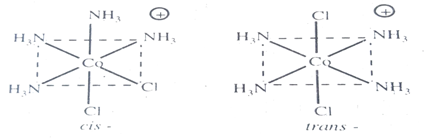 NH₃ ⊕ Cl ⊕
H₃N NH₃ H₃N NH₃
Co Co
H₃N Cl H₃N NH₃
Cl Cl
cis - trans -